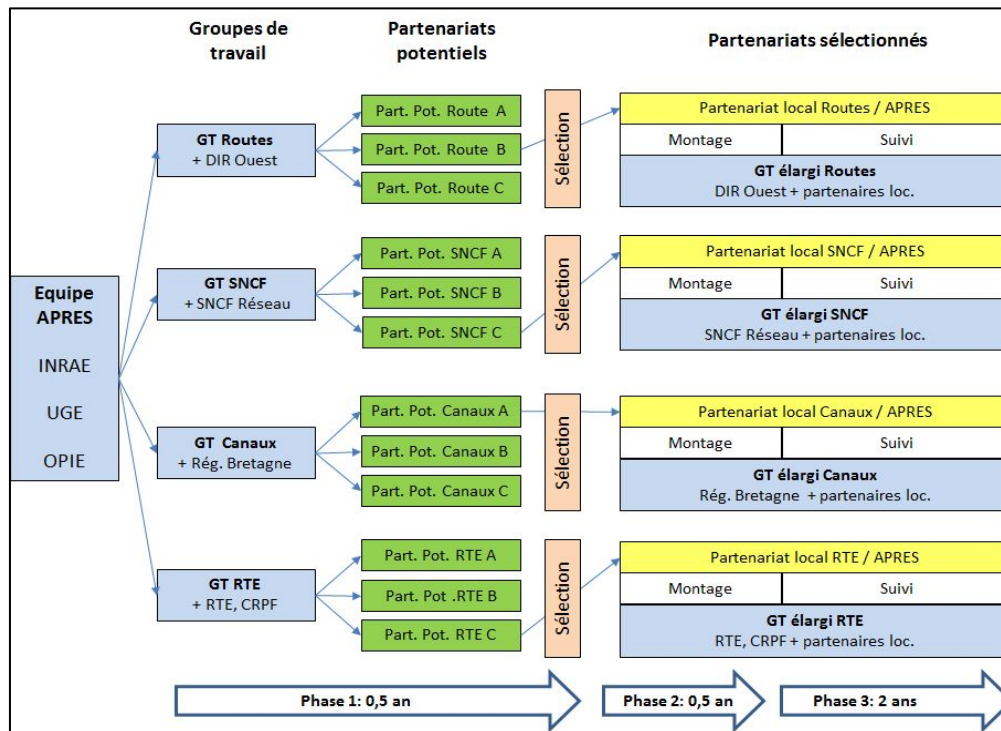 Groupes de
travail
Partenariats
potentiels
Partenariats sélectionnés
Equipe
APRES
INRAE
UGE
OPIE
GT Routes
+ DIR Ouest
Part. Pot. Route A
Part. Pot. Route B
Part. Pot. Route C
Sélection
Partenariat local Routes / APRES
Montage
Suivi
GT élargi Routes
DIR Ouest + partenaires loc.
GT SNCF
+ SNCF Réseau
Part. Pot. SNCF A
Part. Pot. SNCF B
Part. Pot. SNCF C
Sélection
Partenariat local SNCF / APRES
Montage
Suivi
GT élargi SNCF
SNCF Réseau + partenaires loc.
GT Canaux
+ Rég. Bretagne
Part. Pot. Canaux A
Part. Pot. Canaux B
Part. Pot. Canaux C
Sélection
Partenariat local Canaux / APRES
Montage
Suivi
GT élargi Canaux
Rég. Bretagne + partenaires loc.
GT RTE
+ RTE, CRPF
Part. Pot. RTE A
Part. Pot .RTE B
Part. Pot. RTE C
Sélection
Partenariat local RTE / APRES
Montage
Suivi
GT élargi RTE
RTE, CRPF + partenaires loc.
Phase 1: 0,5 an
Phase 2: 0,5 an
Phase 3: 2 ans